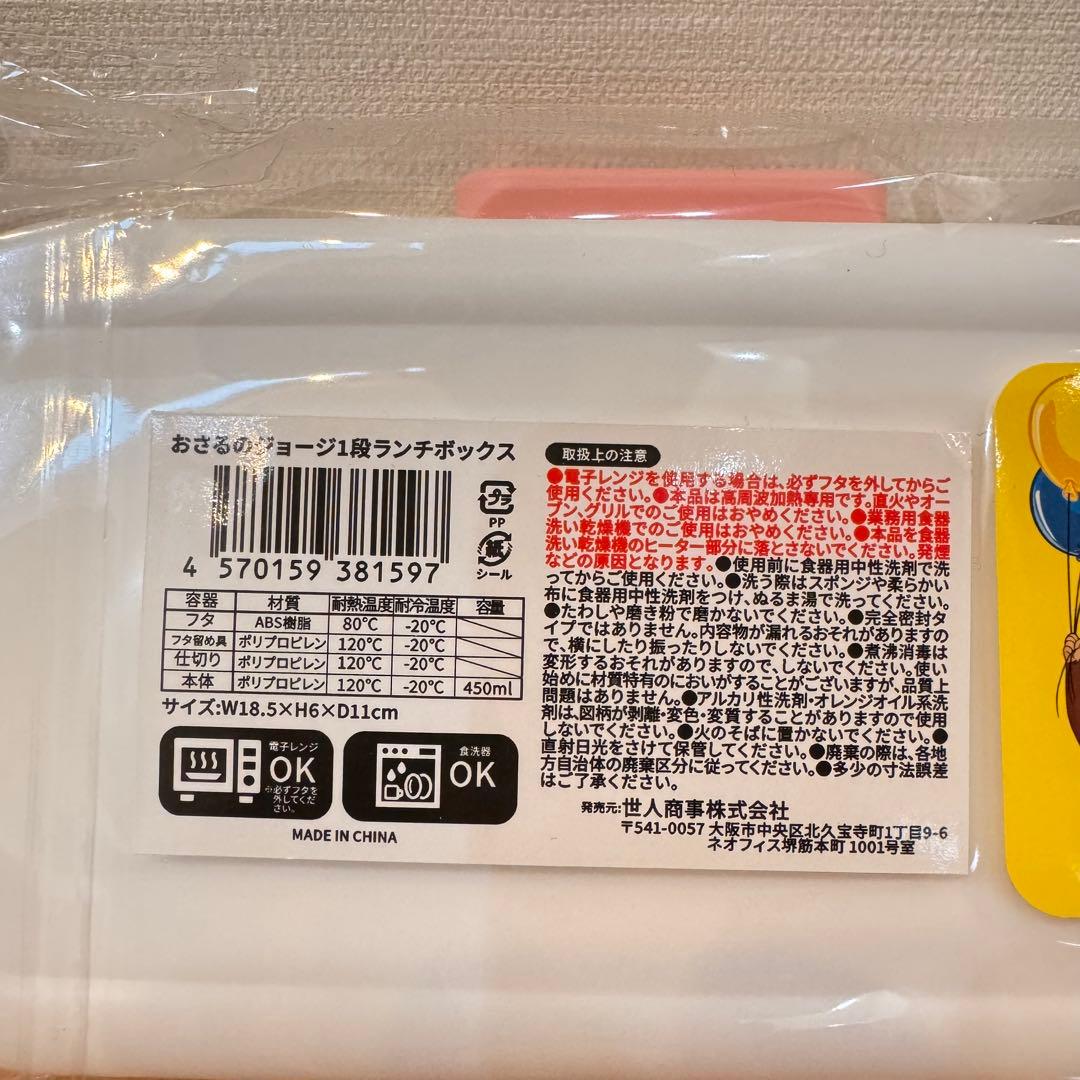 おさるのジョージ1段ランチボックス
4 570159 381597
プラ
PP
紙
シール
容器 材質 耐熱温度 耐冷温度 容量
フタ ABS樹脂 80℃ -20℃
フタ留め具 ポリプロピレン 120℃ -20℃
仕切り ポリプロピレン 120℃ -20℃
本体 ポリプロピレン 120℃ -20℃ 450ml
サイズ:W18.5×H6×D11cm
電子レンジ
OK
※必ずフタを
外してくだ
さい。
食洗器
OK
MADE IN CHINA
取扱上の注意
●電子レンジを使用する場合は、必ずフタを外してからご
使用ください。●本品は高周波加熱専用です。直火やオー
ブン、グリルでのご使用はおやめください。●業務用食器
洗い乾燥機でのご使用はおやめください。●本品を食器
洗い乾燥機のヒーター部分に落とさないでください。発煙
などの原因となります。●使用前に食器用中性洗剤で洗
ってからご使用ください。●洗う際はスポンジや柔らかい
布に食器用中性洗剤をつけ、ぬるま湯で洗ってください。
●たわしや磨き粉で磨かないでください。●完全密封タ
イプではありません。内容物が漏れるおそれがありますの
で、横にしたり振ったりしないでください。●煮沸消毒は
変形するおそれがありますので、しないでください。使い
始めに材質特有のにおいがすることがございますが、品質上
問題はありません。●アルカリ性洗剤・オレンジオイル系洗
剤は、図柄が剥離・変色・変質することがありますので使用
しないでください。●火のそばに置かないでください。●
直射日光をさけて保管してください。●廃棄の際は、各地
方自治体の廃棄区分に従ってください。●多少の寸法誤差
はご了承ください。
発売元:世人商事株式会社
〒541-0057 大阪市中央区北久宝寺町1丁目9-6
ネオフィス堺筋本町 1001号室